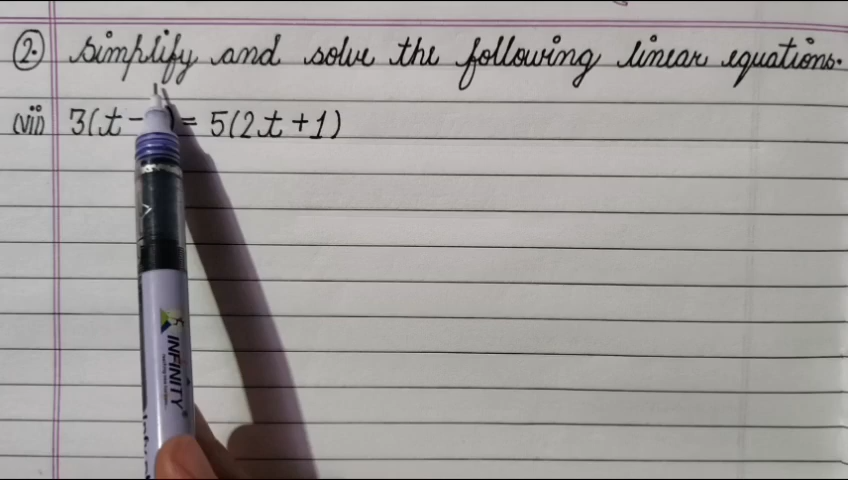 2. Simplify and solve the following linear equations.
(vii) 3(t - ) = 5(2t + 1)
INFINITY